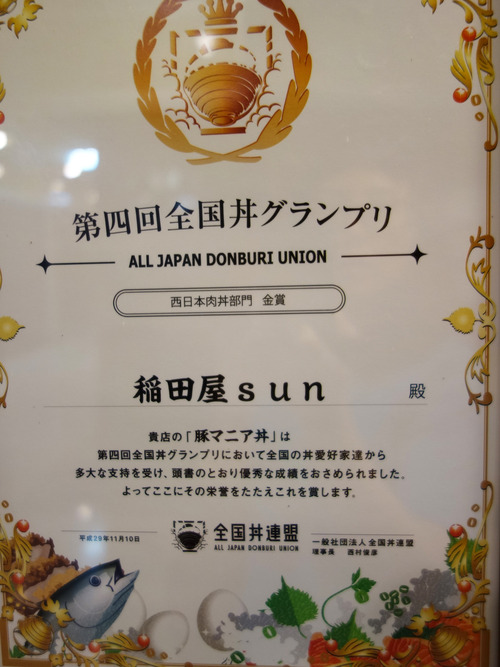 第四回全国丼グランプリ
ALL JAPAN DONBURI UNION
西日本肉丼部門 金賞
稲田屋sun 殿
貴店の「豚マニア丼」は
第四回全国丼グランプリにおいて全国の丼愛好家達から
多大な支持を受け、頭書のとおり優秀な成績をおさめられました。
よってここにその栄誉をたたえこれを賞します。
平成29年11月10日
全国丼連盟
ALL JAPAN DONBURI UNION
一般社団法人全国丼連盟
理事長 西村俊彦